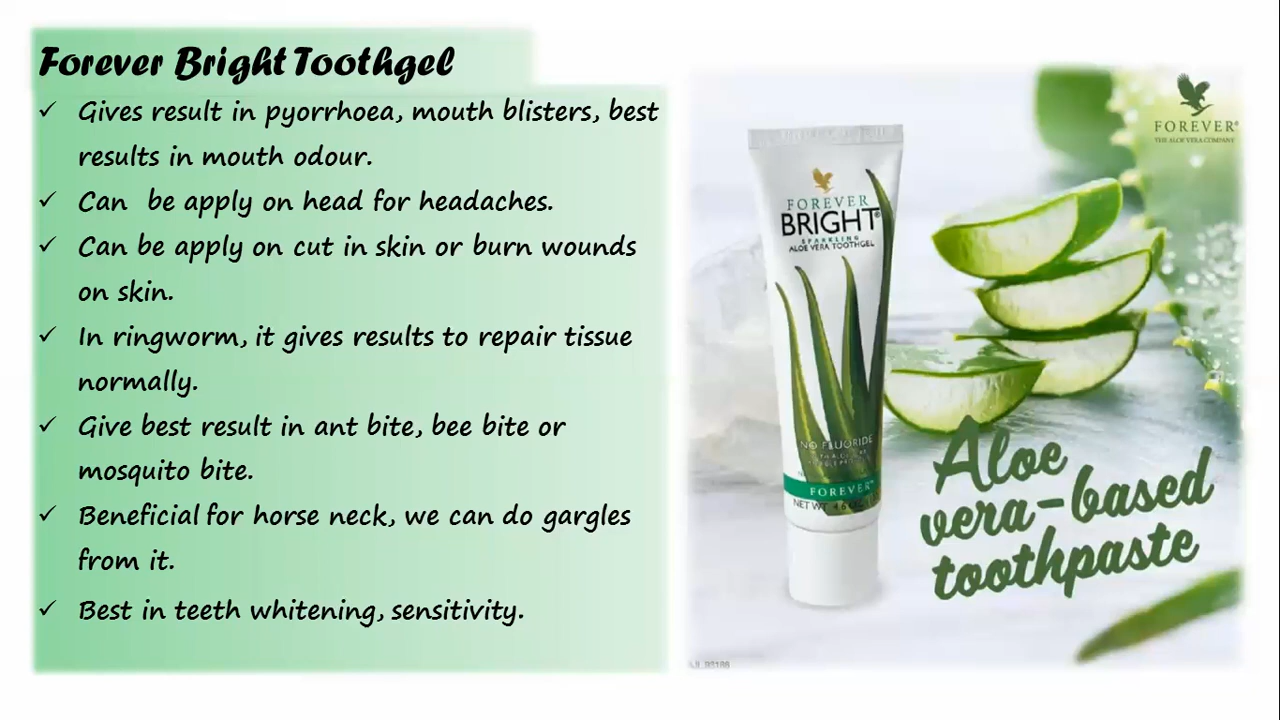 Forever Bright Toothgel
✓ Gives result in pyorrhoea, mouth blisters, best
results in mouth odour.
✓ Can be apply on head for headaches.
✓ Can be apply on cut in skin or burn wounds
on skin.
✓ In ringworm, it gives results to repair tissue
normally.
✓ Give best result in ant bite, bee bite or
mosquito bite.
✓ Beneficial for horse neck, we can do gargles
from it.
✓ Best in teeth whitening, sensitivity.
FOREVER®
THE ALOE VERA COMPANY
FOREVER
BRIGHT®
SPARKLING
ALOE VERA TOOTHGEL
NO FLUORIDE
FOREVER
NET WT
Aloe
vera-based
toothpaste